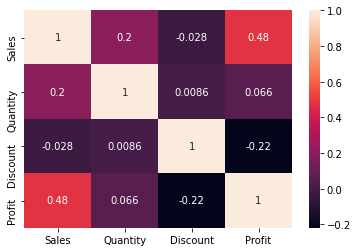 Sales 1 0.2 -0.028 0.48
Quantity 0.2 1 0.0086 0.066
Discount -0.028 0.0086 1 -0.22
Profit 0.48 0.066 -0.22 1
Sales Quantity Discount Profit
1.0
0.8
0.6
0.4
0.2
0.0
−0.2